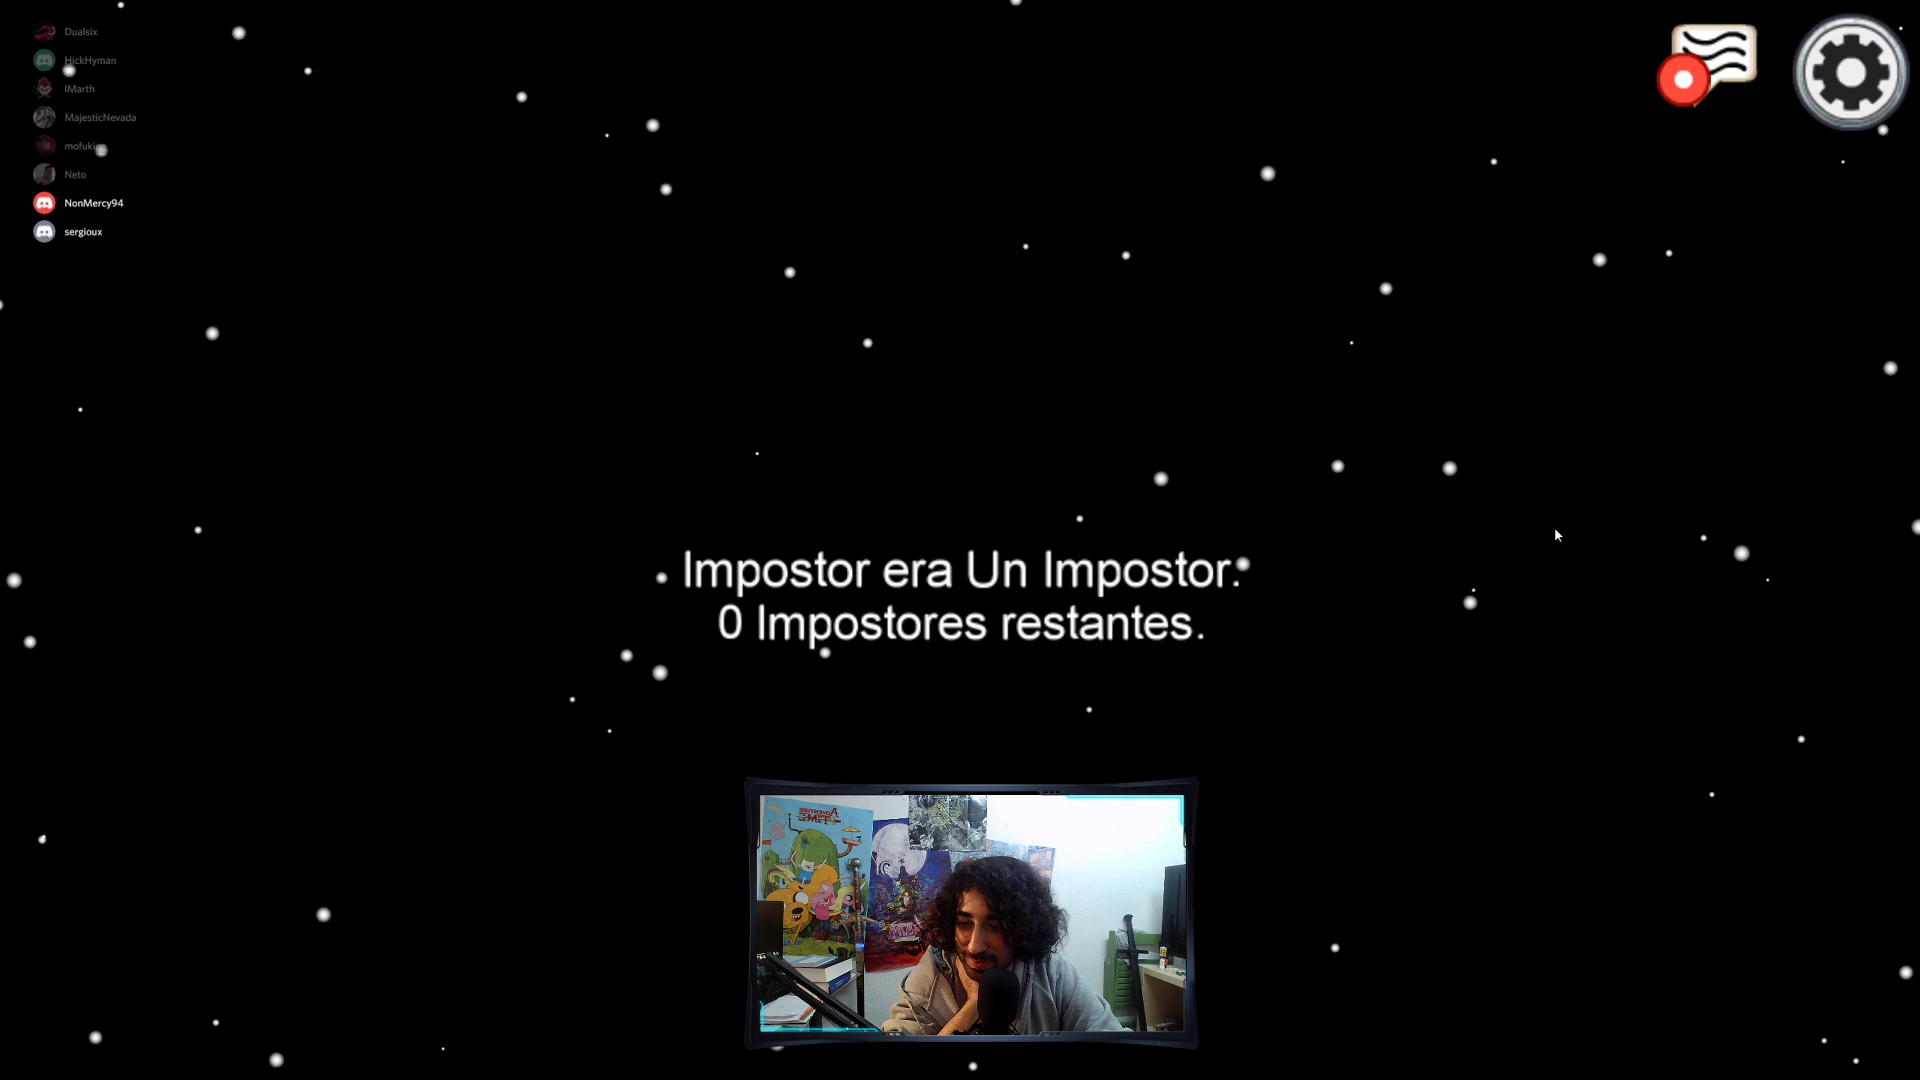 Dualsix
HickHyman
IMarth
MajesticNevada
Neto
NonMercy94
sergioux
Impostor era Un Impostor.
0 Impostores restantes.